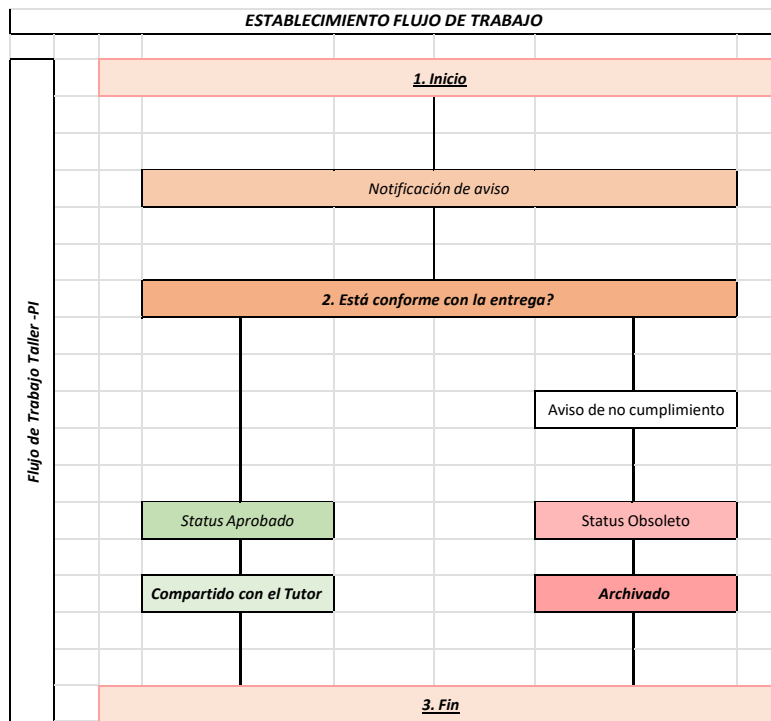 ESTABLECIMIENTO FLUJO DE TRABAJO
Flujo de Trabajo Taller -PI
1. Inicio
Notificación de aviso
2. Está conforme con la entrega?
Aviso de no cumplimiento
Status Aprobado
Status Obsoleto
Compartido con el Tutor
Archivado
3. Fin